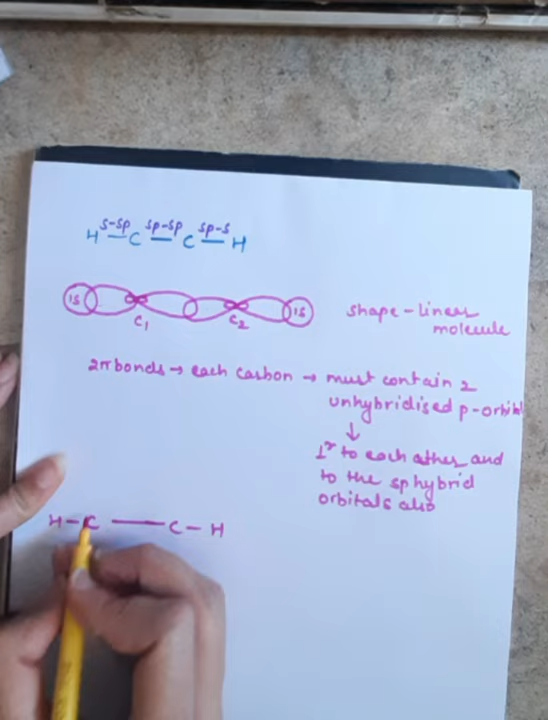 s-sp sp-sp sp-s
H — C — C — H
1S 1S
C1 C2
shape - linear
molecule
2π bonds → each carbon → must contain 2
unhybridised p-orbital
↓
⊥r to each other and
to the sp hybrid
orbitals also
H - C — C - H